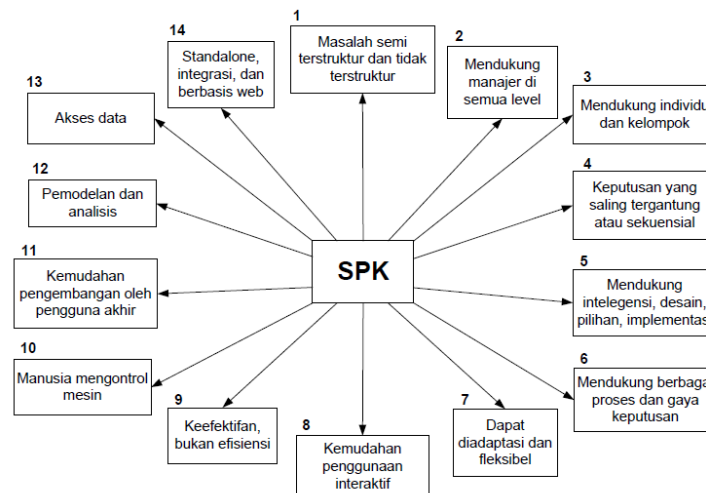 1
Masalah semi
terstruktur dan tidak
terstruktur
2
Mendukung
manajer di
semua level
3
Mendukung individu
dan kelompok
4
Keputusan yang
saling tergantung
atau sekuensial
5
Mendukung
intelegensi, desain,
pilihan, implementas
6
Mendukung berbaga
proses dan gaya
keputusan
7
Dapat
diadaptasi dan
fleksibel
8
Kemudahan
penggunaan
interaktif
9
Keefektifan,
bukan efisiensi
10
Manusia mengontrol
mesin
11
Kemudahan
pengembangan oleh
pengguna akhir
12
Pemodelan dan
analisis
13
Akses data
14
Standalone,
integrasi, dan
berbasis web
SPK